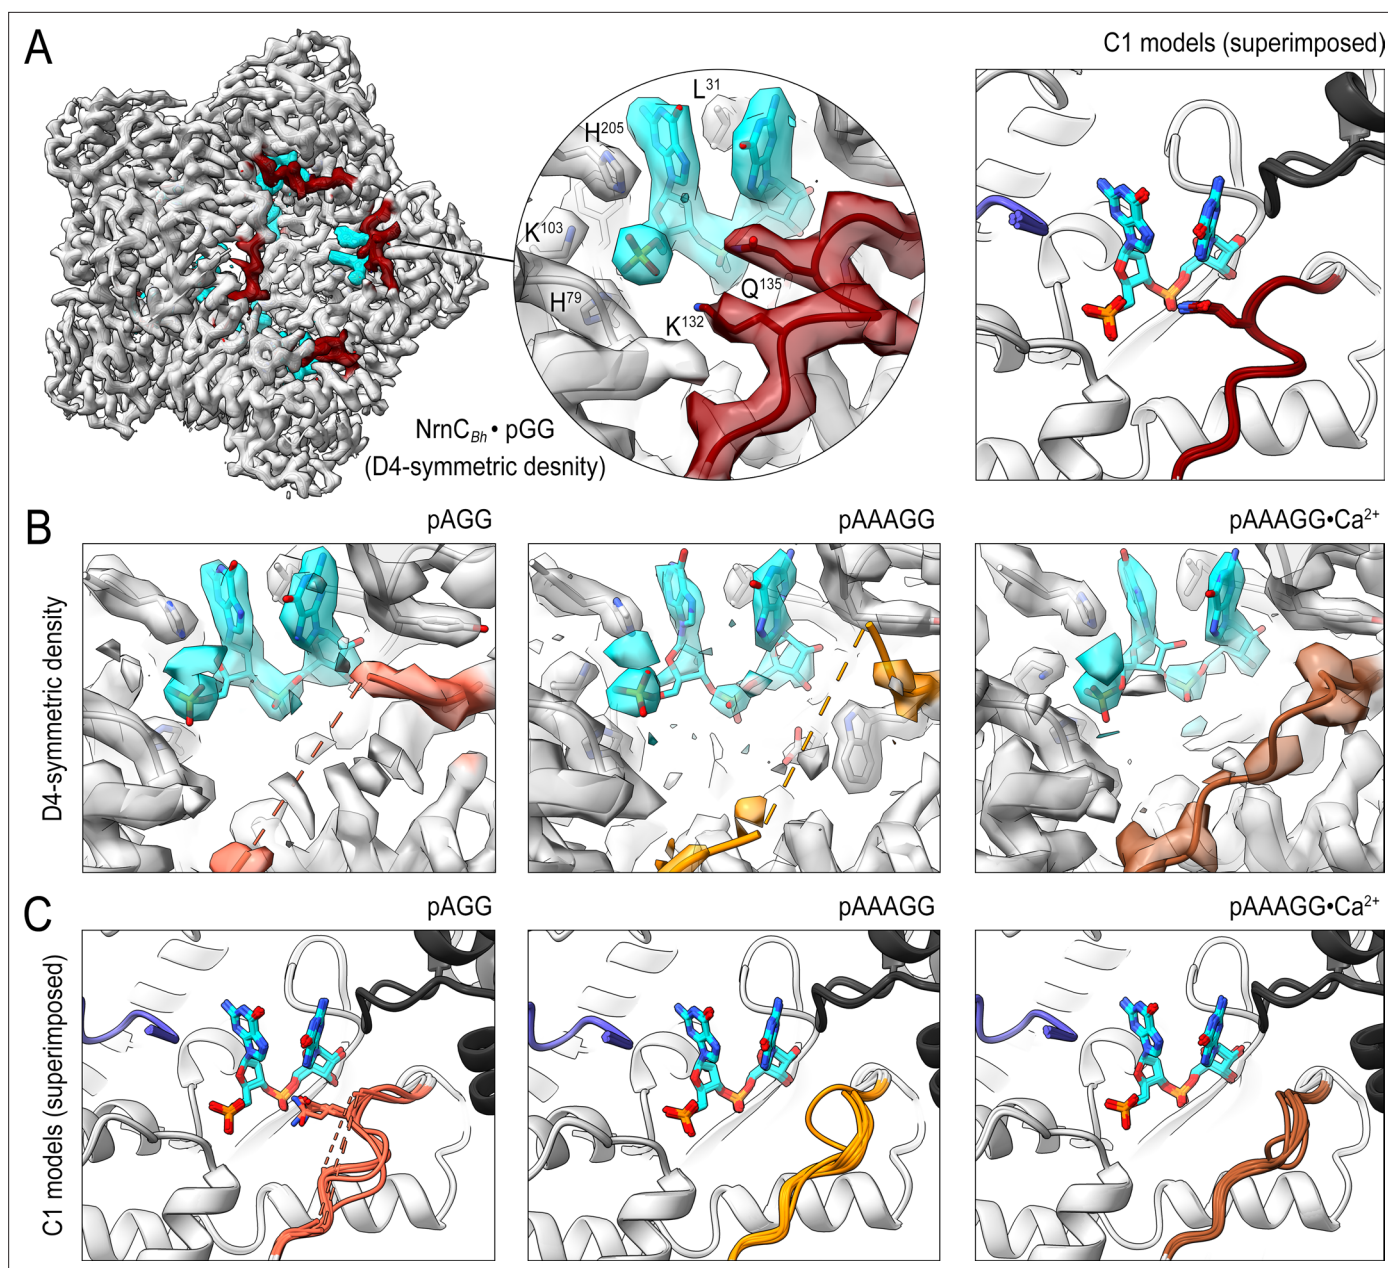 A
C1 models (superimposed)
L31
H205
K103
H79
Q135
K132
NrnCBh • pGG
(D4-symmetric desnity)
B
pAGG
pAAAGG
pAAAGG•Ca2+
D4-symmetric density
C
pAGG
pAAAGG
pAAAGG•Ca2+
C1 models (superimposed)